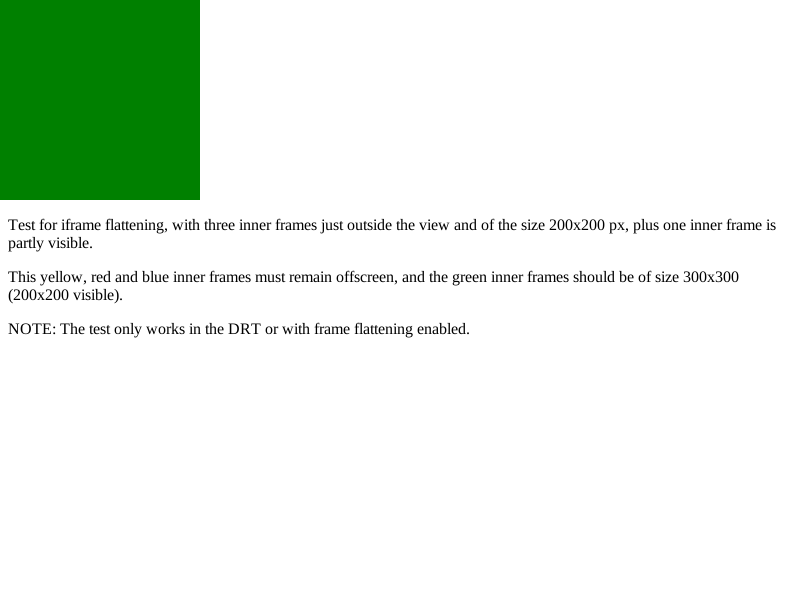 Test for iframe flattening, with three inner frames just outside the view and of the size 200x200 px, plus one inner frame is
partly visible.
This yellow, red and blue inner frames must remain offscreen, and the green inner frames should be of size 300x300
(200x200 visible).
NOTE: The test only works in the DRT or with frame flattening enabled.